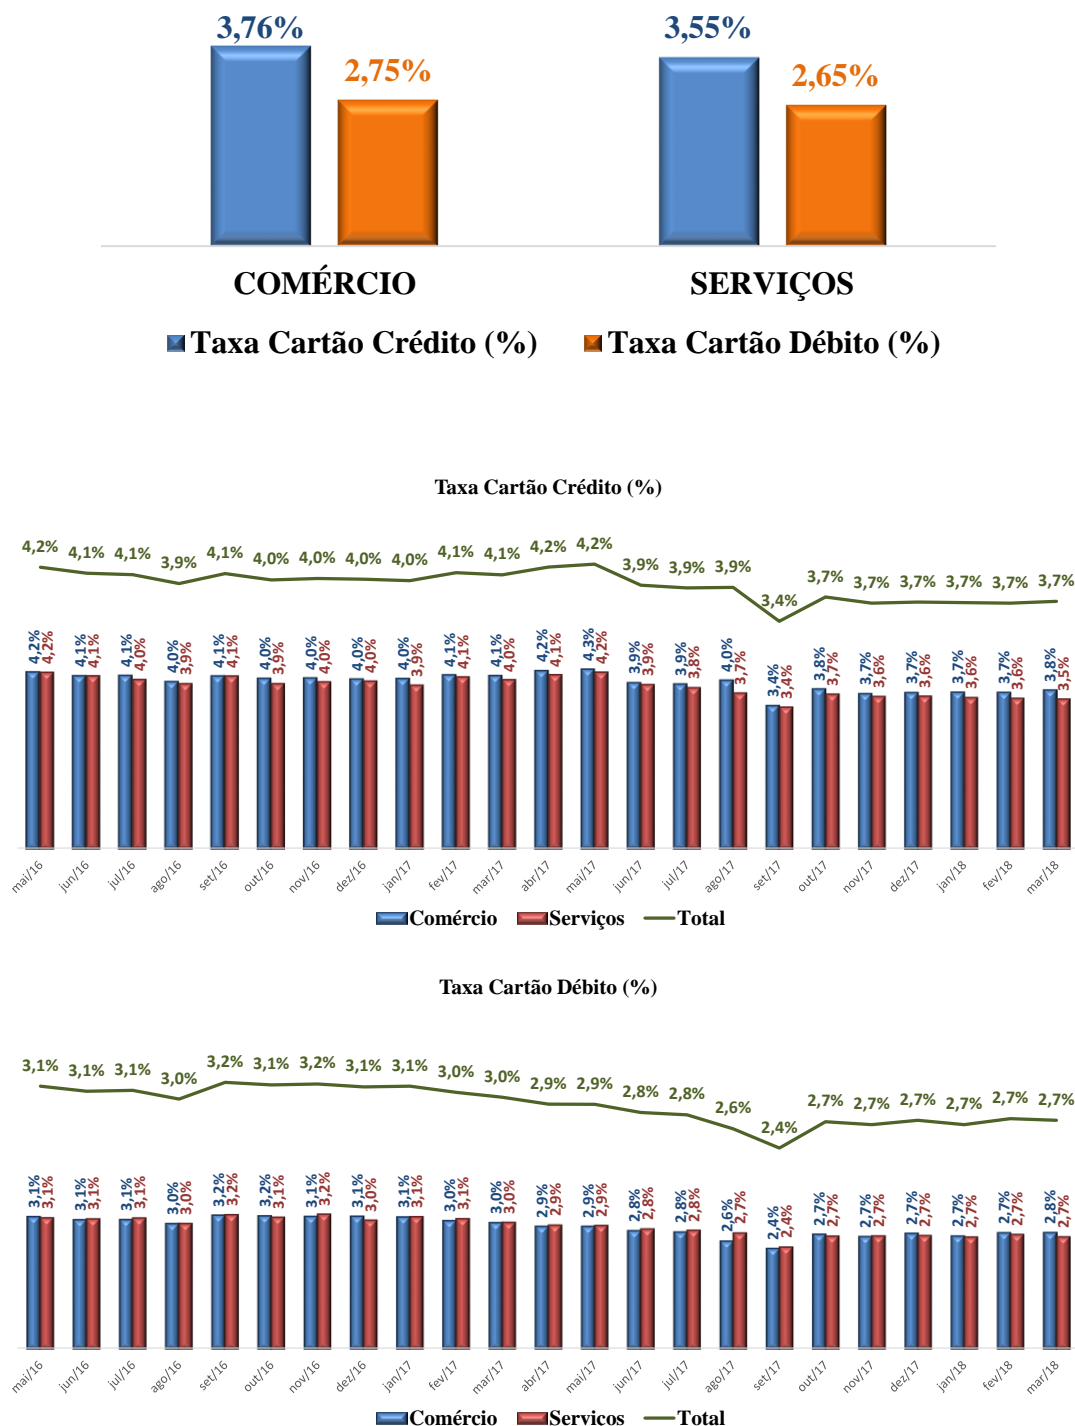 3,76% 3,55%
2,75% 2,65%
COMÉRCIO SERVIÇOS
Taxa Cartão Crédito (%) Taxa Cartão Débito (%)
Taxa Cartão Crédito (%)
4,2% 4,1% 4,1% 3,9% 4,1% 4,0% 4,0% 4,0% 4,0% 4,1% 4,1% 4,2% 4,2% 3,9% 3,9% 3,9% 3,4% 3,7% 3,7% 3,7% 3,7% 3,7% 3,7%
4,2% 4,2% 4,1% 4,1% 4,1% 4,0% 4,0% 3,9% 4,1% 4,1% 4,0% 3,9% 4,0% 4,0% 4,0% 4,0% 4,0% 3,9% 4,1% 4,1% 4,1% 4,0% 4,2% 4,1% 4,3% 4,2% 3,9% 3,9% 3,9% 3,8% 4,0% 3,7% 3,4% 3,4% 3,8% 3,7% 3,7% 3,6% 3,7% 3,6% 3,7% 3,6% 3,7% 3,6% 3,8% 3,5%
mai/16 jun/16 jul/16 ago/16 set/16 out/16 nov/16 dez/16 jan/17 fev/17 mar/17 abr/17 mai/17 jun/17 jul/17 ago/17 set/17 out/17 nov/17 dez/17 jan/18 fev/18 mar/18
Comércio Serviços Total
Taxa Cartão Débito (%)
3,1% 3,1% 3,1% 3,0% 3,2% 3,1% 3,2% 3,1% 3,1% 3,0% 3,0% 2,9% 2,9% 2,8% 2,8% 2,6% 2,4% 2,7% 2,7% 2,7% 2,7% 2,7% 2,7%
3,1% 3,1% 3,1% 3,1% 3,1% 3,1% 3,0% 3,0% 3,2% 3,2% 3,2% 3,1% 3,1% 3,2% 3,1% 3,0% 3,1% 3,1% 3,0% 3,1% 3,0% 3,0% 2,9% 2,9% 2,9% 2,9% 2,8% 2,8% 2,8% 2,8% 2,6% 2,7% 2,4% 2,4% 2,7% 2,7% 2,7% 2,7% 2,7% 2,7% 2,7% 2,7% 2,7% 2,7% 2,8% 2,7%
mai/16 jun/16 jul/16 ago/16 set/16 out/16 nov/16 dez/16 jan/17 fev/17 mar/17 abr/17 mai/17 jun/17 jul/17 ago/17 set/17 out/17 nov/17 dez/17 jan/18 fev/18 mar/18
Comércio Serviços Total